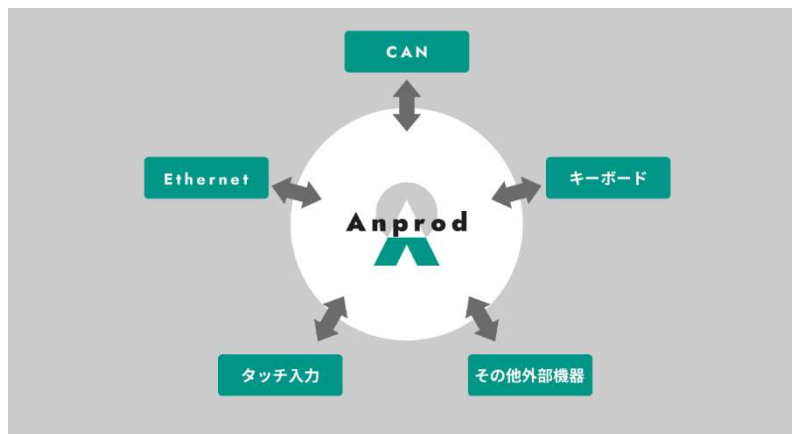 CAN
Ethernet
キーボード
Anprod
タッチ入力
その他外部機器